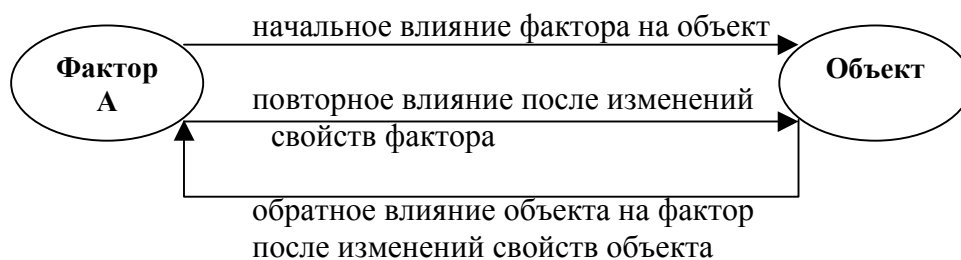 начальное влияние фактора на объект
Фактор
А
Объект
повторное влияние после изменений
свойств фактора
обратное влияние объекта на фактор
после изменений свойств объекта